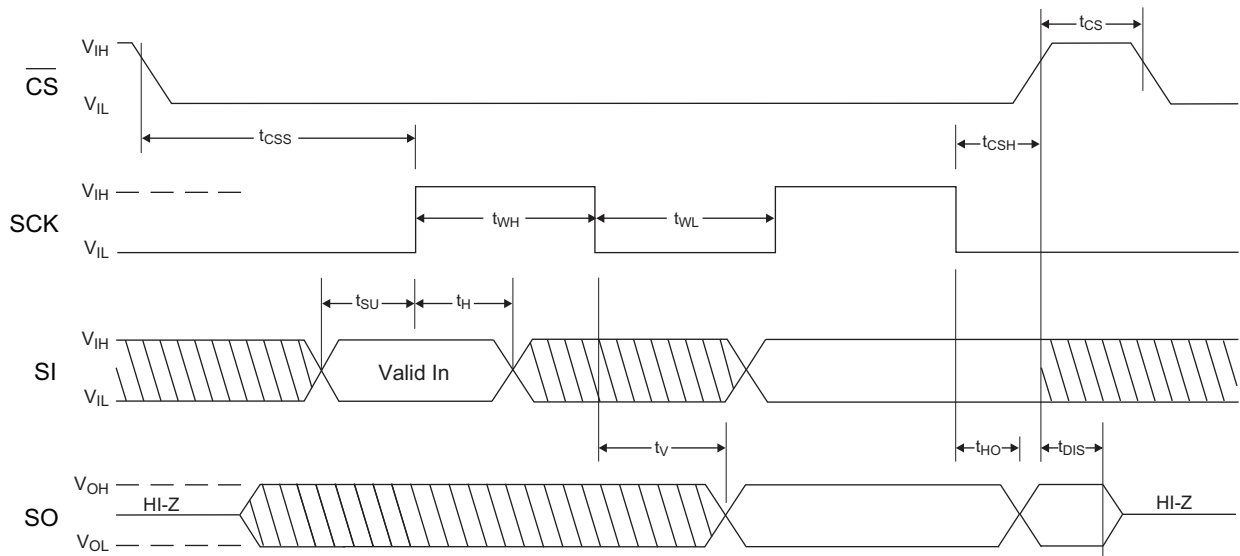 tCS
VIH
CS
VIL
tCSS
tCSH
VIH
SCK
tWH
tWL
VIL
tSU
tH
VIH
SI
Valid In
VIL
tV
tHO
tDIS
VOH
HI-Z
HI-Z
SO
VOL